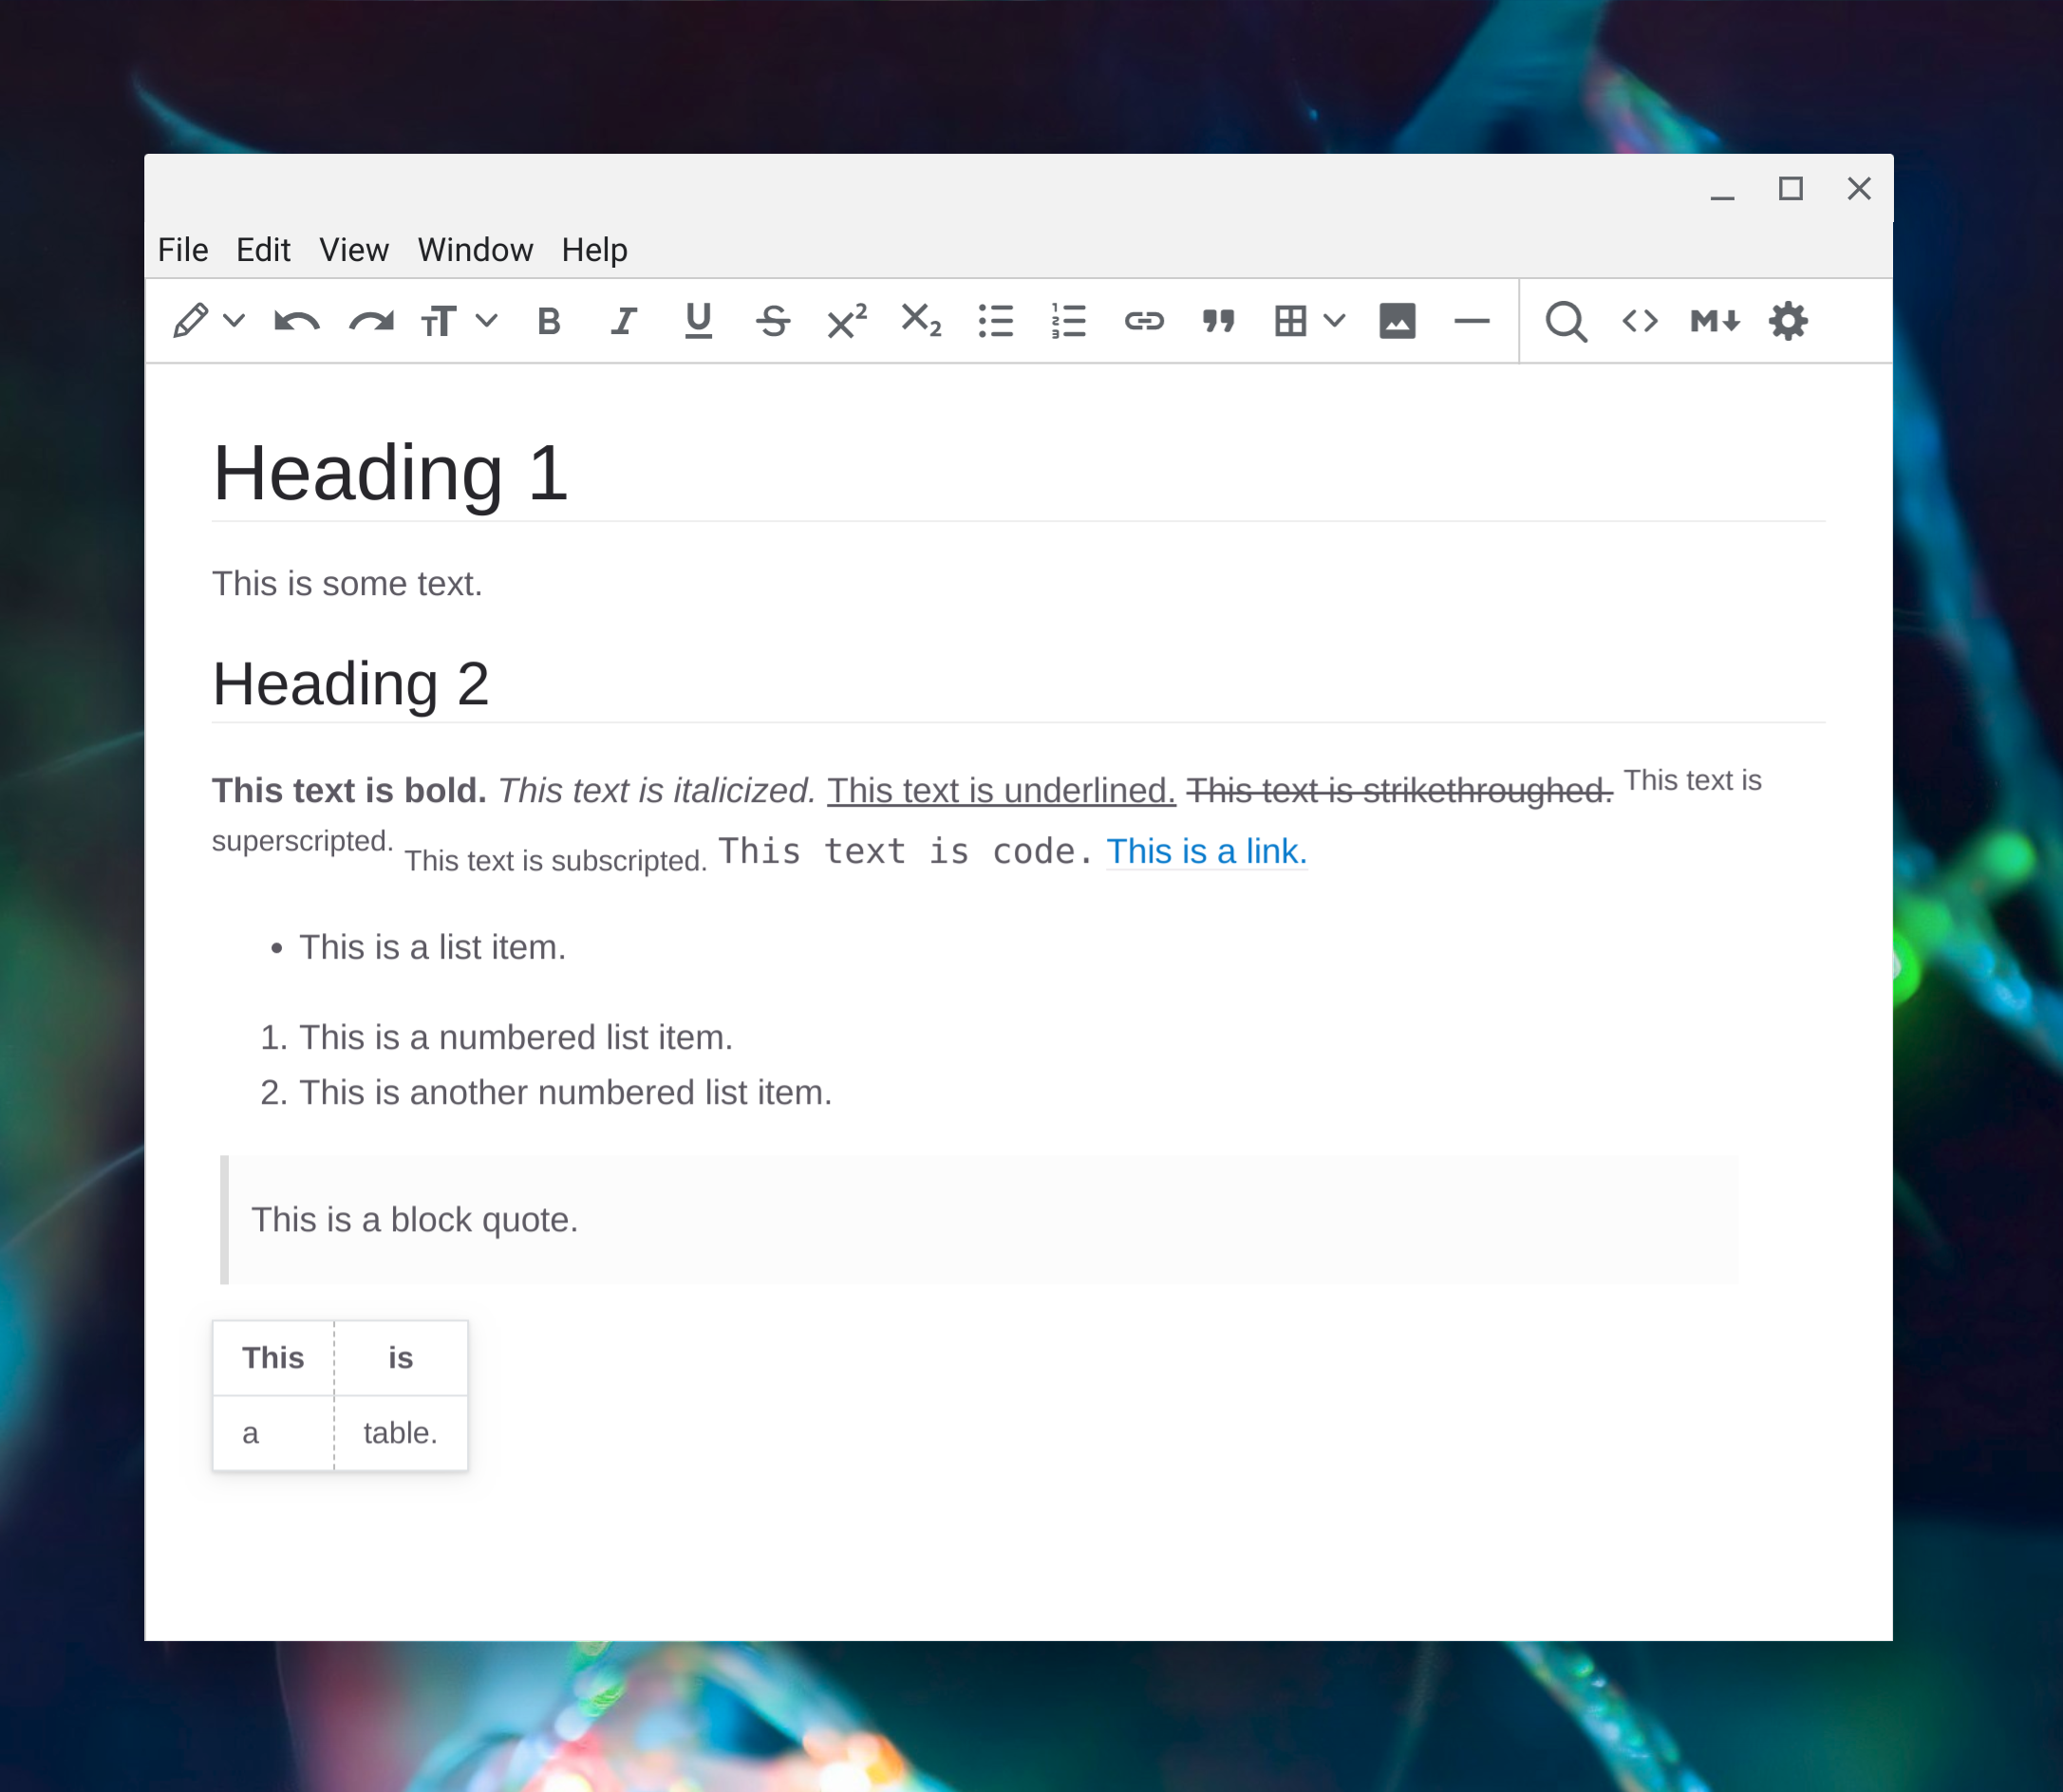 File Edit View Window Help
Heading 1
This is some text.
Heading 2
This text is bold. This text is italicized. This text is underlined. This text is strikethroughed. This text is
superscripted. This text is subscripted. This text is code. This is a link.
• This is a list item.
1. This is a numbered list item.
2. This is another numbered list item.
This is a block quote.
This is
a table.